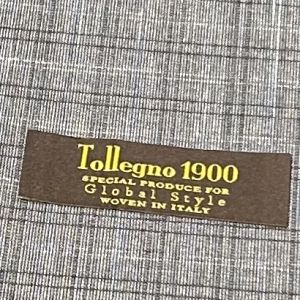 Tollegno 1900
SPECIAL PRODUCE FOR
Global Style
WOVEN IN ITALY